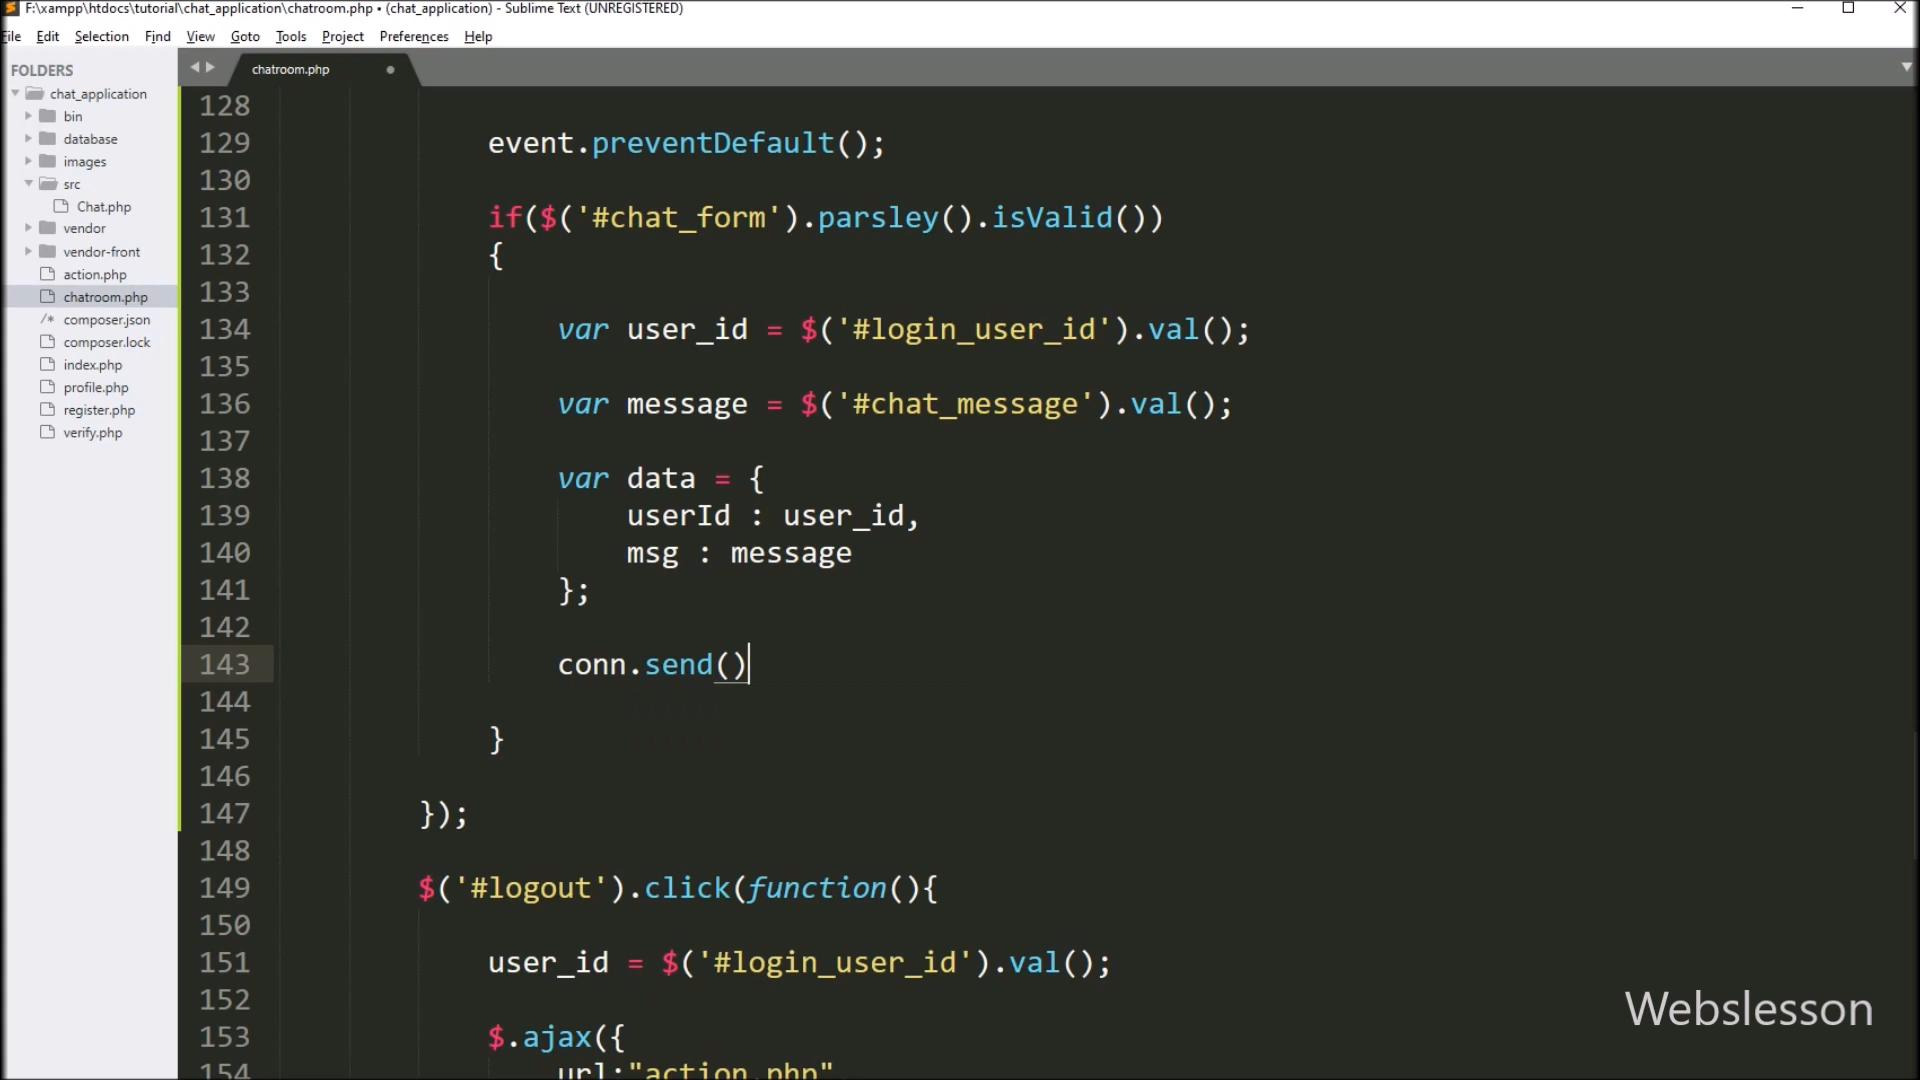 F:\xampp\htdocs\tutorial\chat_application\chatroom.php • (chat_application) - Sublime Text (UNREGISTERED)
File Edit Selection Find View Goto Tools Project Preferences Help
FOLDERS
chat_application
bin
database
images
src
Chat.php
vendor
vendor-front
action.php
chatroom.php
/* composer.json
composer.lock
index.php
profile.php
register.php
verify.php
chatroom.php
128
129 event.preventDefault();
130
131 if($('#chat_form').parsley().isValid())
132 {
133
134 var user_id = $('#login_user_id').val();
135
136 var message = $('#chat_message').val();
137
138 var data = {
139 userId : user_id,
140 msg : message
141 };
142
143 conn.send()
144
145 }
146
147 });
148
149 $('#logout').click(function(){
150
151 user_id = $('#login_user_id').val();
152
153 $.ajax({
154 url:"action.php"
Webslesson